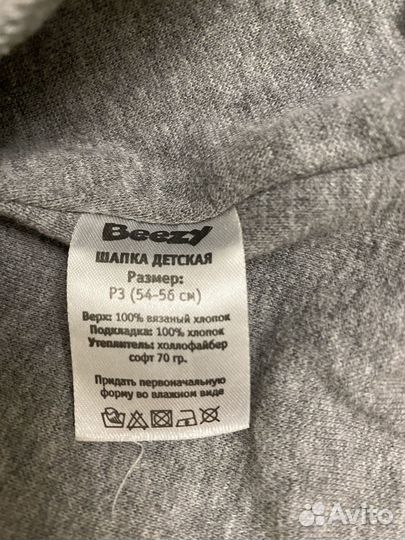 Beezy
ШАПКА ДЕТСКАЯ
Размер:
Р3 (54-56 см)
Верх: 100% вязаный хлопок
Подкладка: 100% хлопок
Утеплитель: холлофайбер
софт 70 гр.
Придать первоначальную
форму во влажном виде
Avito